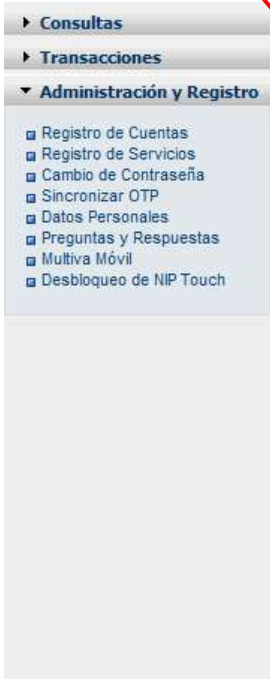 Consultas
Transacciones
Administración y Registro
Registro de Cuentas
Registro de Servicios
Cambio de Contraseña
Sincronizar OTP
Datos Personales
Preguntas y Respuestas
Multiva Móvil
Desbloqueo de NIP Touch